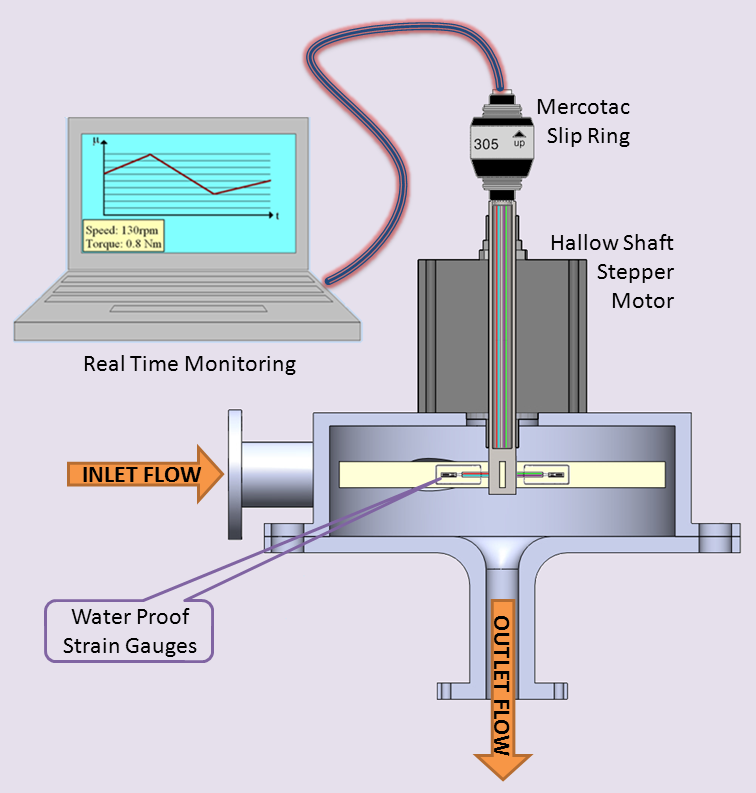 Mercotac
Slip Ring
305
up
μ
t
Speed: 130rpm
Torque: 0.8 Nm
Hallow Shaft
Stepper
Motor
Real Time Monitoring
INLET FLOW
Water Proof
Strain Gauges
OUTLET FLOW